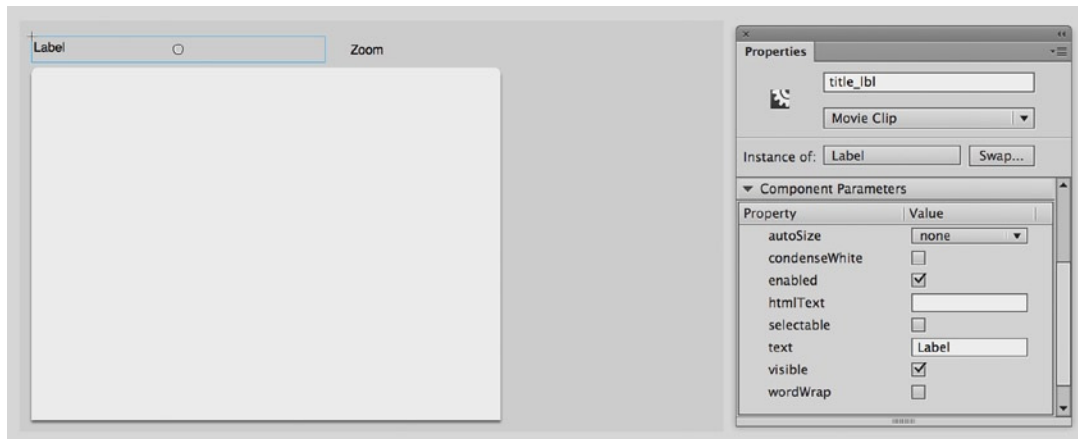 Label
Zoom
Properties
title_lbl
Movie Clip
Instance of: Label Swap...
Component Parameters
Property Value
autoSize none
condenseWhite
enabled
htmlText
selectable
text Label
visible
wordWrap